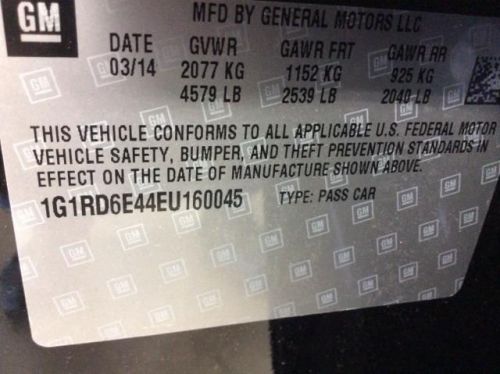 GM
MFD BY GENERAL MOTORS LLC
DATE GVWR GAWR FRT GAWR RR
03/14 2077 KG 1152 KG 925 KG
4579 LB 2539 LB 2040 LB
THIS VEHICLE CONFORMS TO ALL APPLICABLE U.S. FEDERAL MOTOR
VEHICLE SAFETY, BUMPER, AND THEFT PREVENTION STANDARDS IN
EFFECT ON THE DATE OF MANUFACTURE SHOWN ABOVE.
1G1RD6E44EU160045 TYPE: PASS CAR